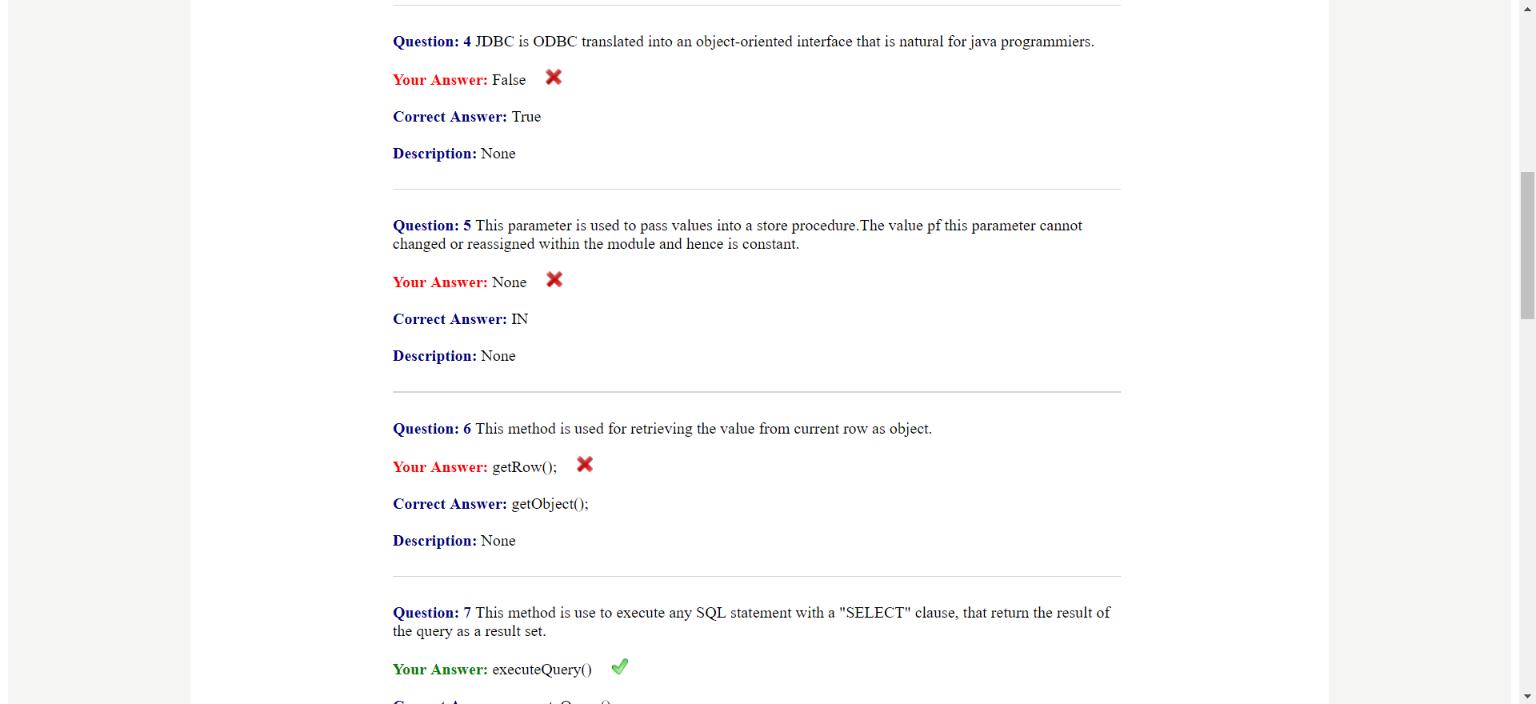 Question: 4 JDBC is ODBC translated into an object-oriented interface that is natural for java programmiers.
Your Answer: False
Correct Answer: True
Description: None
Question: 5 This parameter is used to pass values into a store procedure.The value pf this parameter cannot
changed or reassigned within the module and hence is constant.
Your Answer: None
Correct Answer: IN
Description: None
Question: 6 This method is used for retrieving the value from current row as object.
Your Answer: getRow();
Correct Answer: getObject();
Description: None
Question: 7 This method is use to execute any SQL statement with a "SELECT" clause, that return the result of
the query as a result set.
Your Answer: executeQuery()